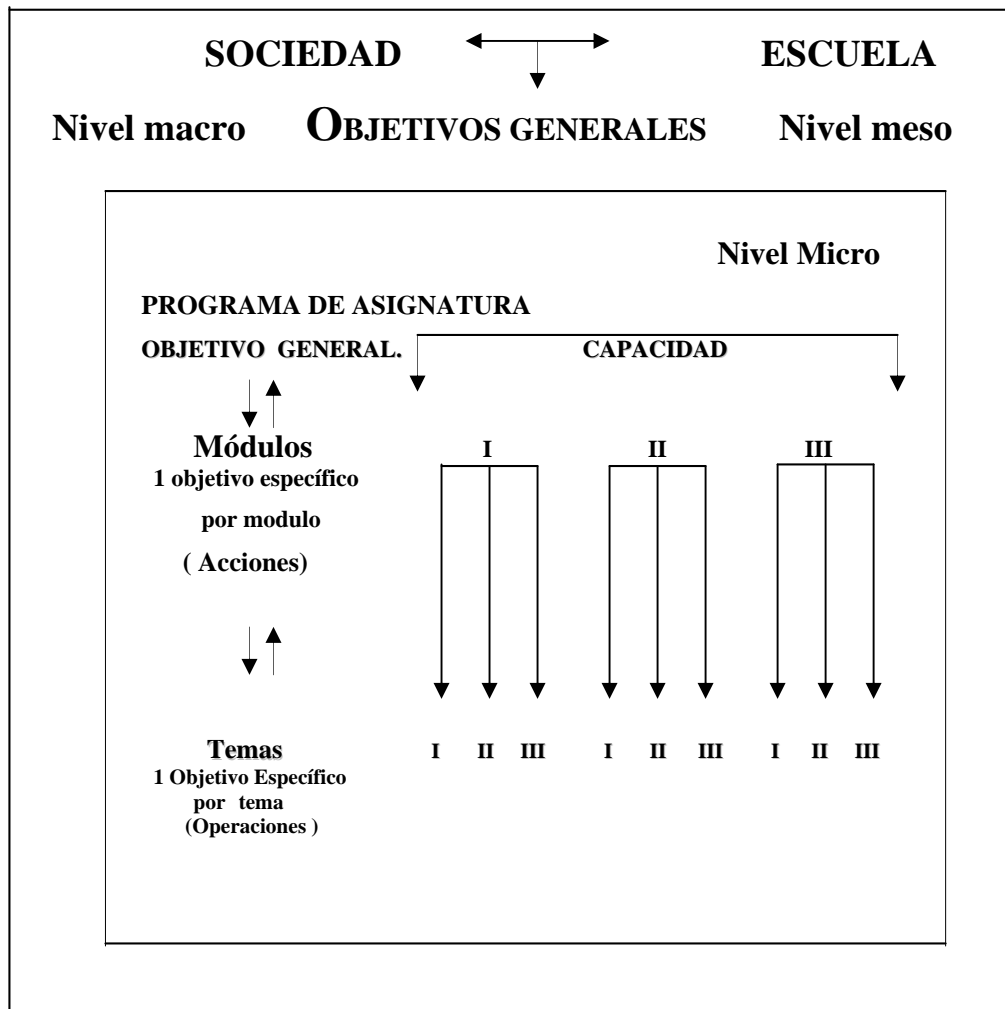 SOCIEDAD ESCUELA
Nivel macro OBJETIVOS GENERALES Nivel meso
Nivel Micro
PROGRAMA DE ASIGNATURA
OBJETIVO GENERAL. CAPACIDAD
Módulos I II III
1 objetivo específico
por modulo
( Acciones)
Temas I II III I II III I II III
1 Objetivo Específico
por tema
(Operaciones )